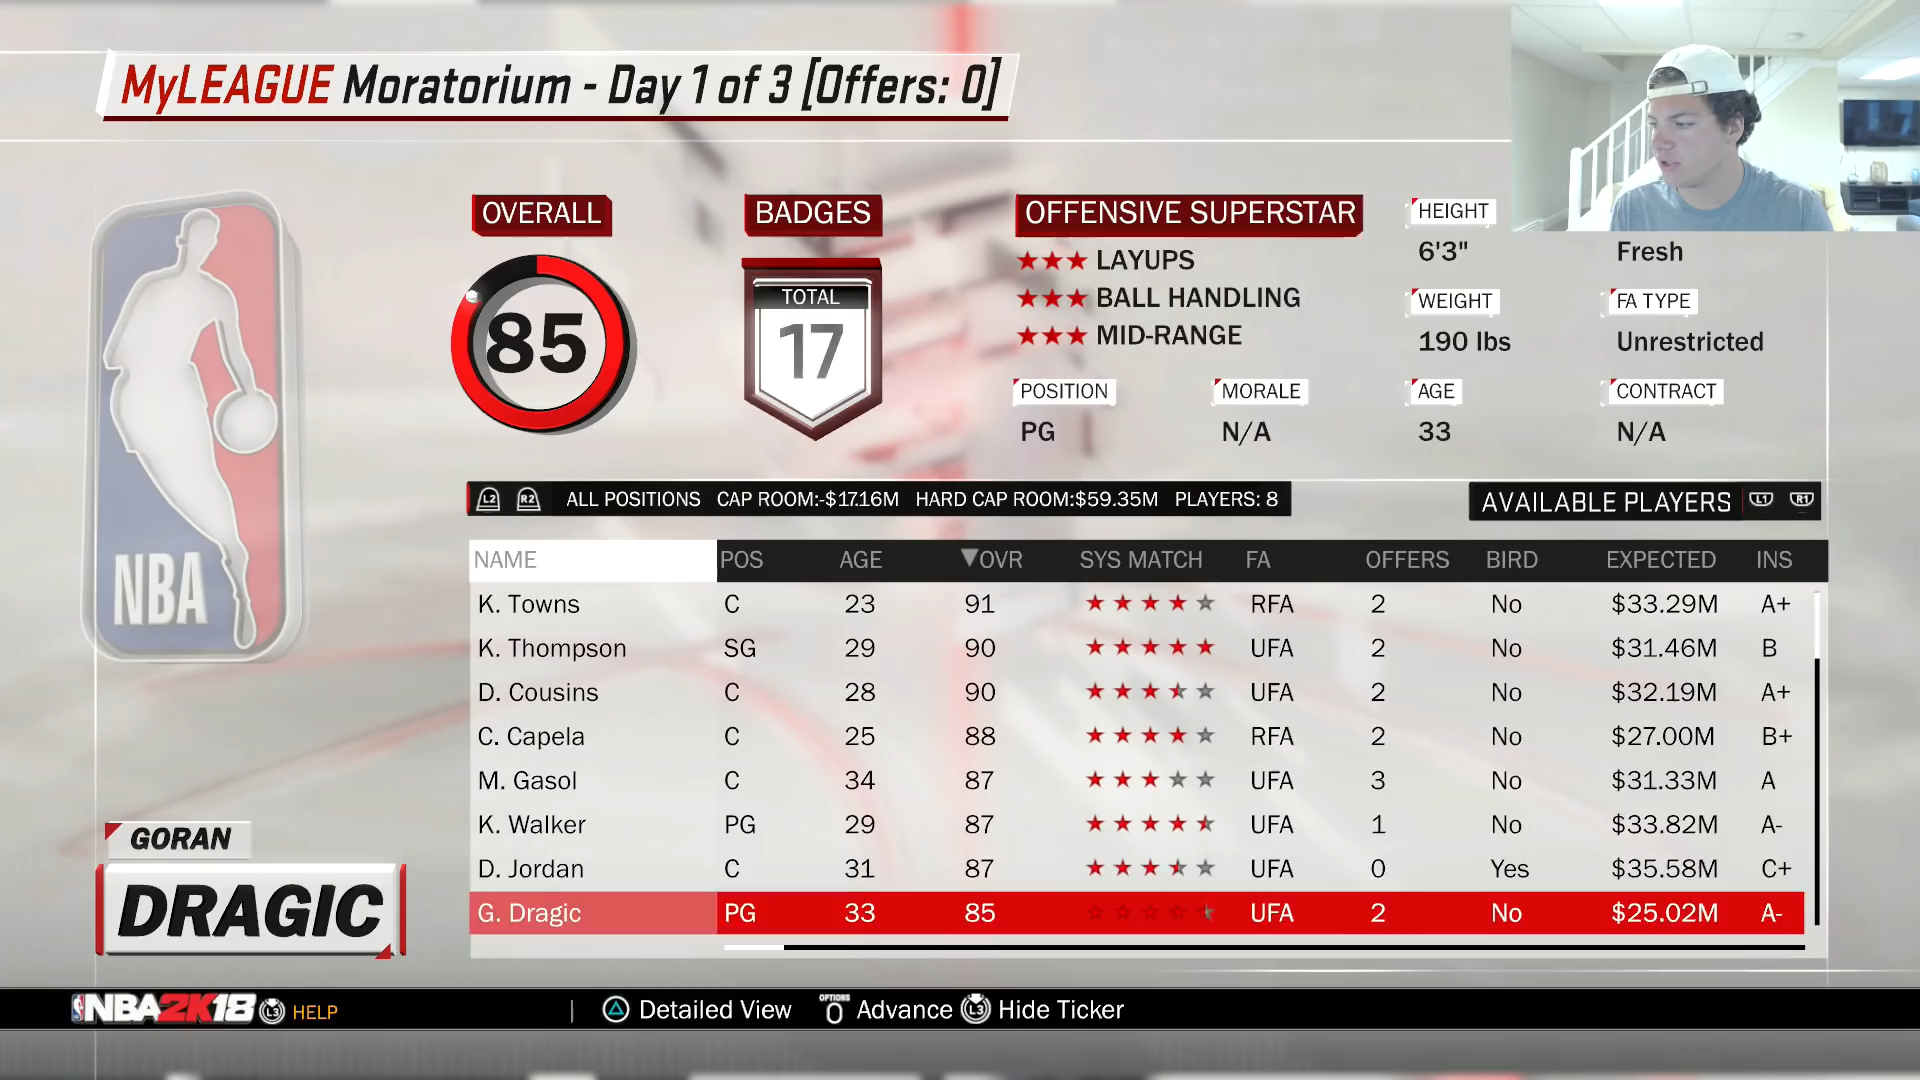 MyLEAGUE Moratorium - Day 1 of 3 [Offers: 0]
OVERALL
85
BADGES
TOTAL
17
OFFENSIVE SUPERSTAR
LAYUPS
BALL HANDLING
MID-RANGE
HEIGHT
6'3"
Fresh
WEIGHT
190 lbs
FA TYPE
Unrestricted
POSITION
PG
MORALE
N/A
AGE
33
CONTRACT
N/A
NBA
GORAN
DRAGIC
L2 R2 ALL POSITIONS CAP ROOM:-$17.16M HARD CAP ROOM:$59.35M PLAYERS: 8
AVAILABLE PLAYERS L1 R1
NAME POS AGE OVR SYS MATCH FA OFFERS BIRD EXPECTED INS
K. Towns C 23 91 RFA 2 No $33.29M A+
K. Thompson SG 29 90 UFA 2 No $31.46M B
D. Cousins C 28 90 UFA 2 No $32.19M A+
C. Capela C 25 88 RFA 2 No $27.00M B+
M. Gasol C 34 87 UFA 3 No $31.33M A
K. Walker PG 29 87 UFA 1 No $33.82M A-
D. Jordan C 31 87 UFA 0 Yes $35.58M C+
G. Dragic PG 33 85 UFA 2 No $25.02M A-
NBA2K18 L3 HELP | Detailed View OPTIONS Advance L3 Hide Ticker